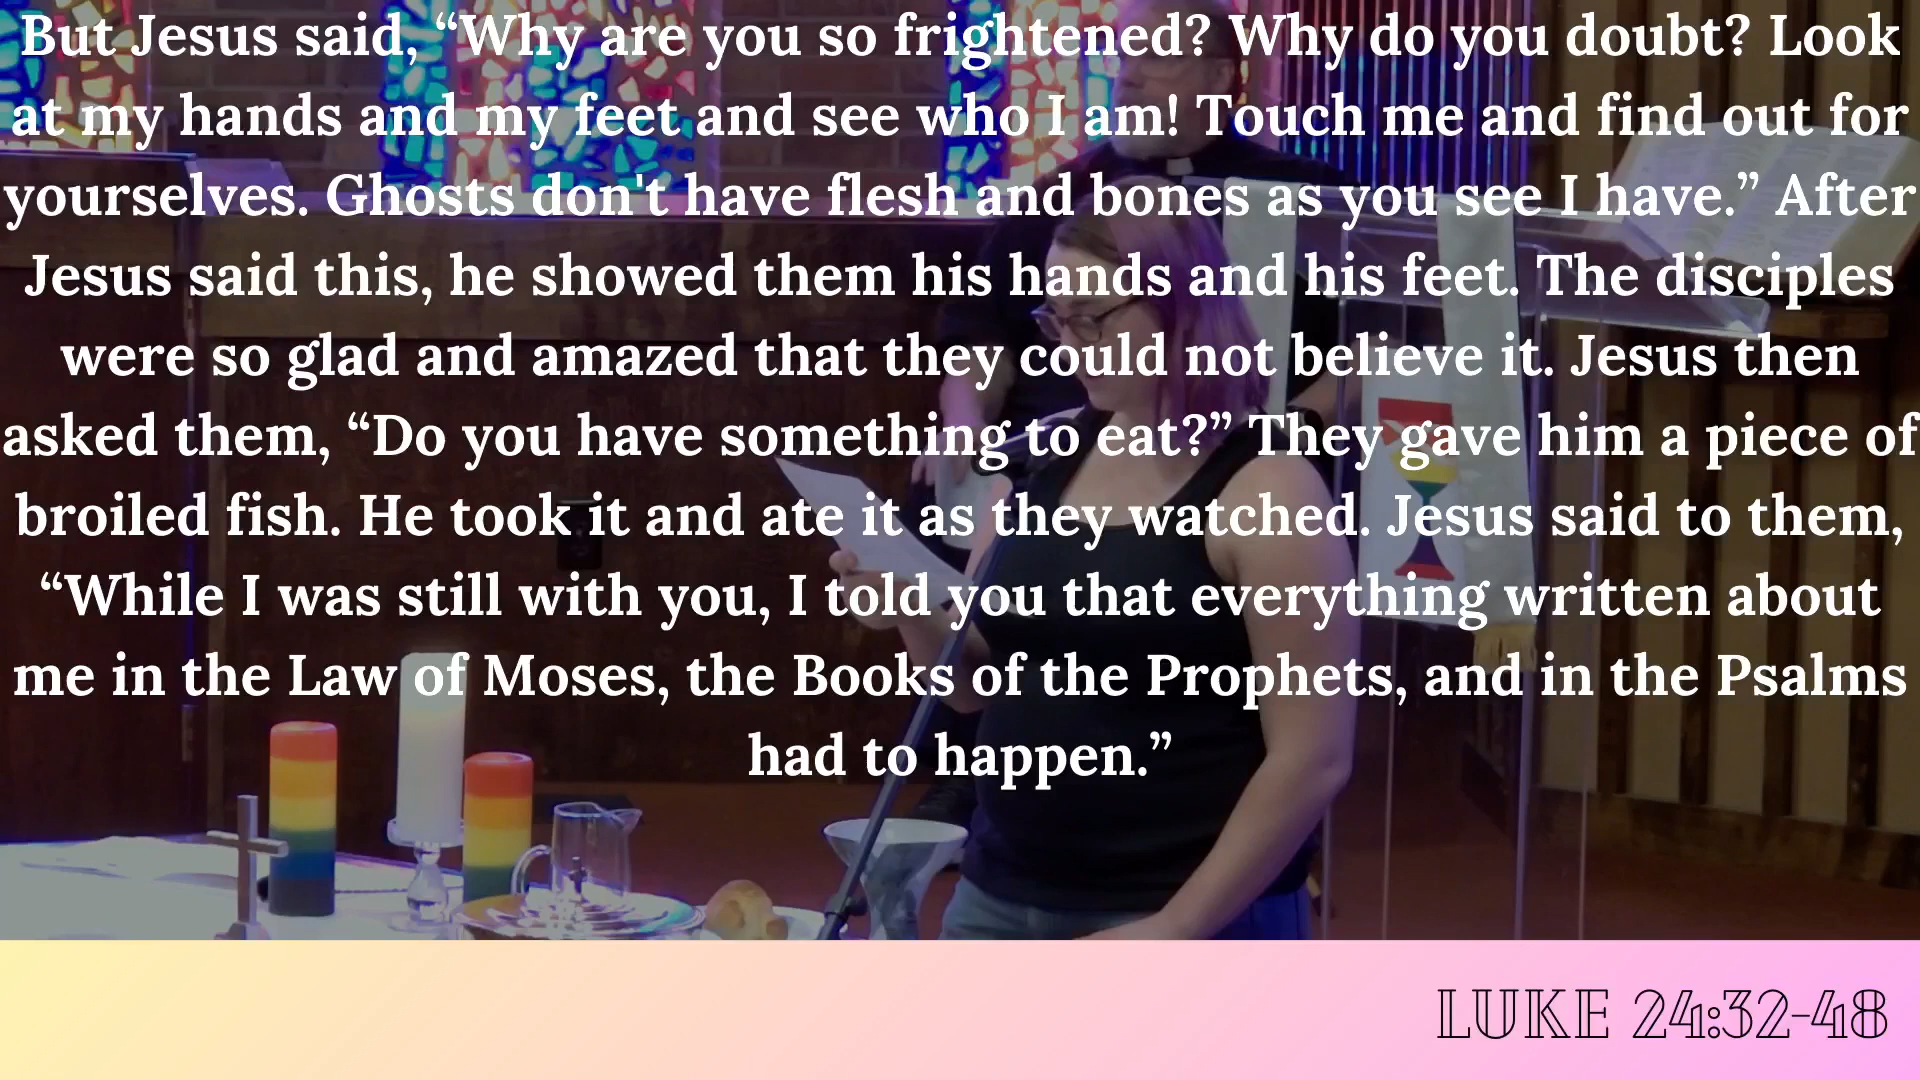 But Jesus said, “Why are you so frightened? Why do you doubt? Look
at my hands and my feet and see who I am! Touch me and find out for
yourselves. Ghosts don't have flesh and bones as you see I have.” After
Jesus said this, he showed them his hands and his feet. The disciples
were so glad and amazed that they could not believe it. Jesus then
asked them, “Do you have something to eat?” They gave him a piece of
broiled fish. He took it and ate it as they watched. Jesus said to them,
“While I was still with you, I told you that everything written about
me in the Law of Moses, the Books of the Prophets, and in the Psalms
had to happen.”
LUKE 24:32-48